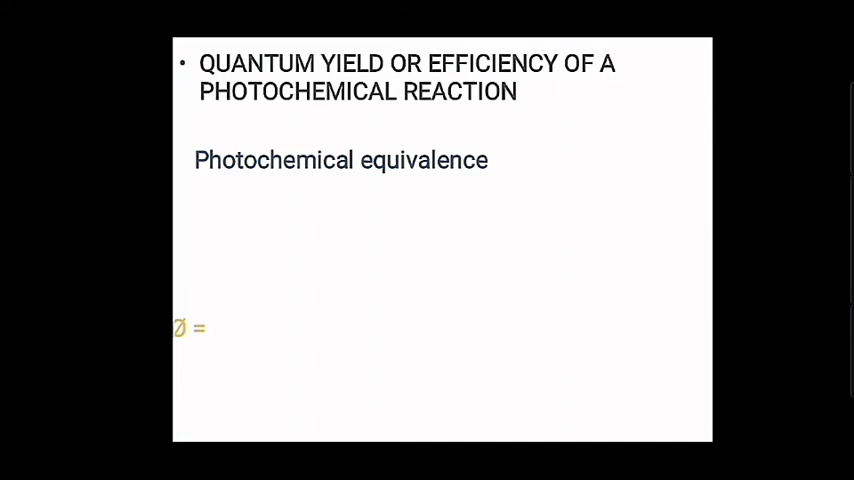 • QUANTUM YIELD OR EFFICIENCY OF A
PHOTOCHEMICAL REACTION
Photochemical equivalence
Ø =